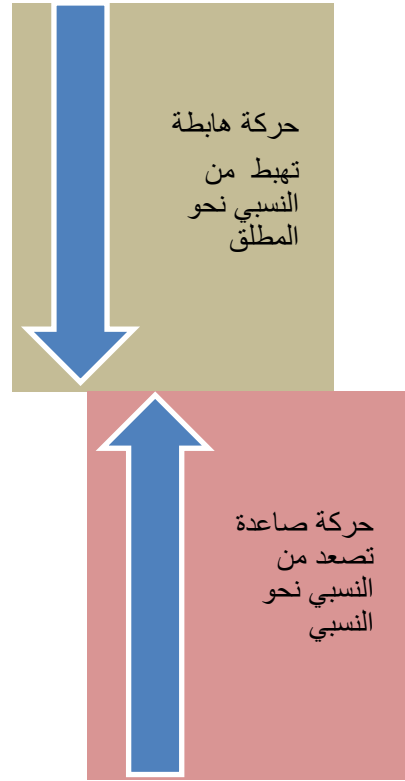 حركة هابطة
تهبط من
النسبي نحو
المطلق
حركة صاعدة
تصعد من
النسبي نحو
النسبي